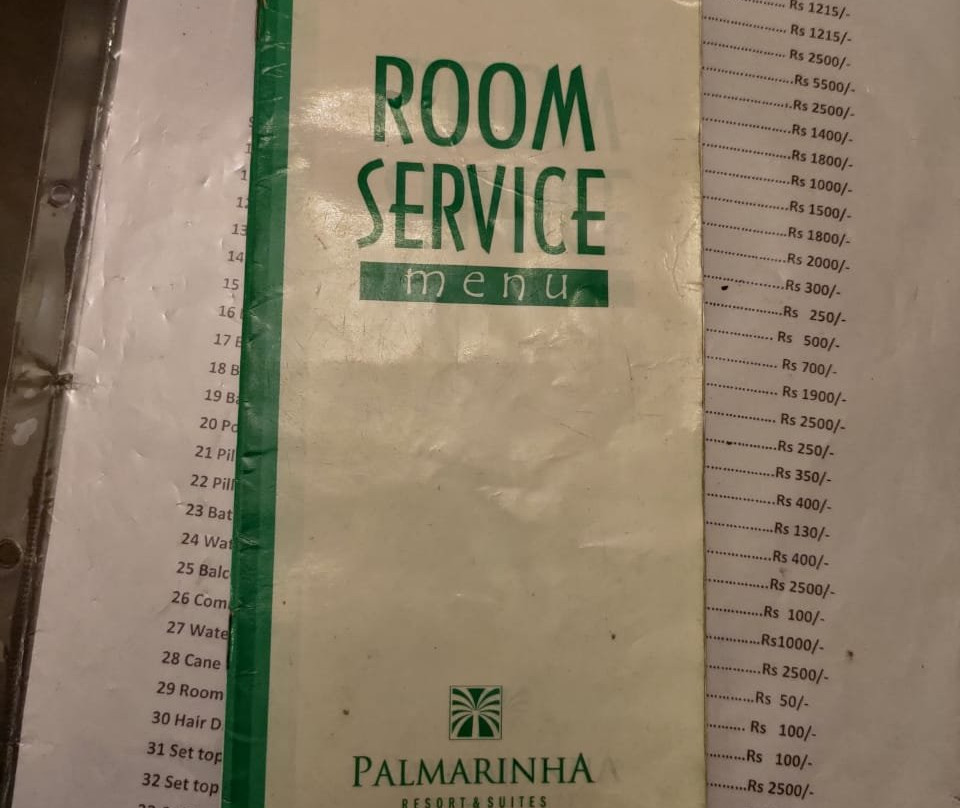 ROOM
SERVICE
menu
PALMARINHA
RESORT & SUITES
13
14
15
16
17
18 B
19 Ba
20 Po
21 Pil
22 Pill
23 Bat
24 Wat
25 Balc
26 Com
27 Wate
28 Cane
29 Room
30 Hair D
31 Set top
32 Set top
Rs 1215/-
Rs 1215/-
Rs 2500/-
Rs 5500/-
Rs 2500/-
Rs 1400/-
Rs 1800/-
Rs 1000/-
Rs 1500/-
Rs 1800/-
Rs 2000/-
Rs 300/-
Rs 250/-
Rs 500/-
Rs 700/-
Rs 1900/-
Rs 2500/-
Rs 250/-
Rs 350/-
Rs 400/-
Rs 130/-
Rs 400/-
Rs 2500/-
Rs 100/-
Rs1000/-
Rs 2500/-
Rs 50/-
Rs 100/-
Rs 100/-
Rs 2500/-